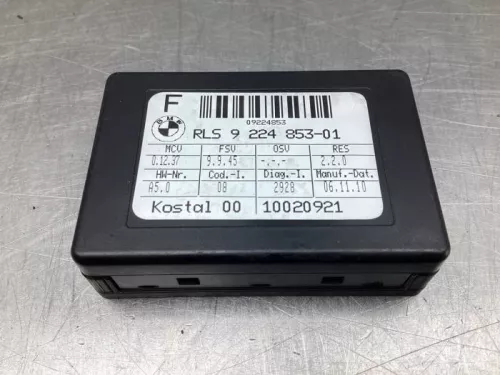 F
09224853
BMW
RLS 9 224 853-01
MCV FSV OSV RES
0.12.37 9.9.45 -.-.- 2.2.0
HW-Nr. Cod.-I. Diag.-I. Manuf.-Dat.
A5.0 08 2928 06.11.10
Kostal 00 10020921